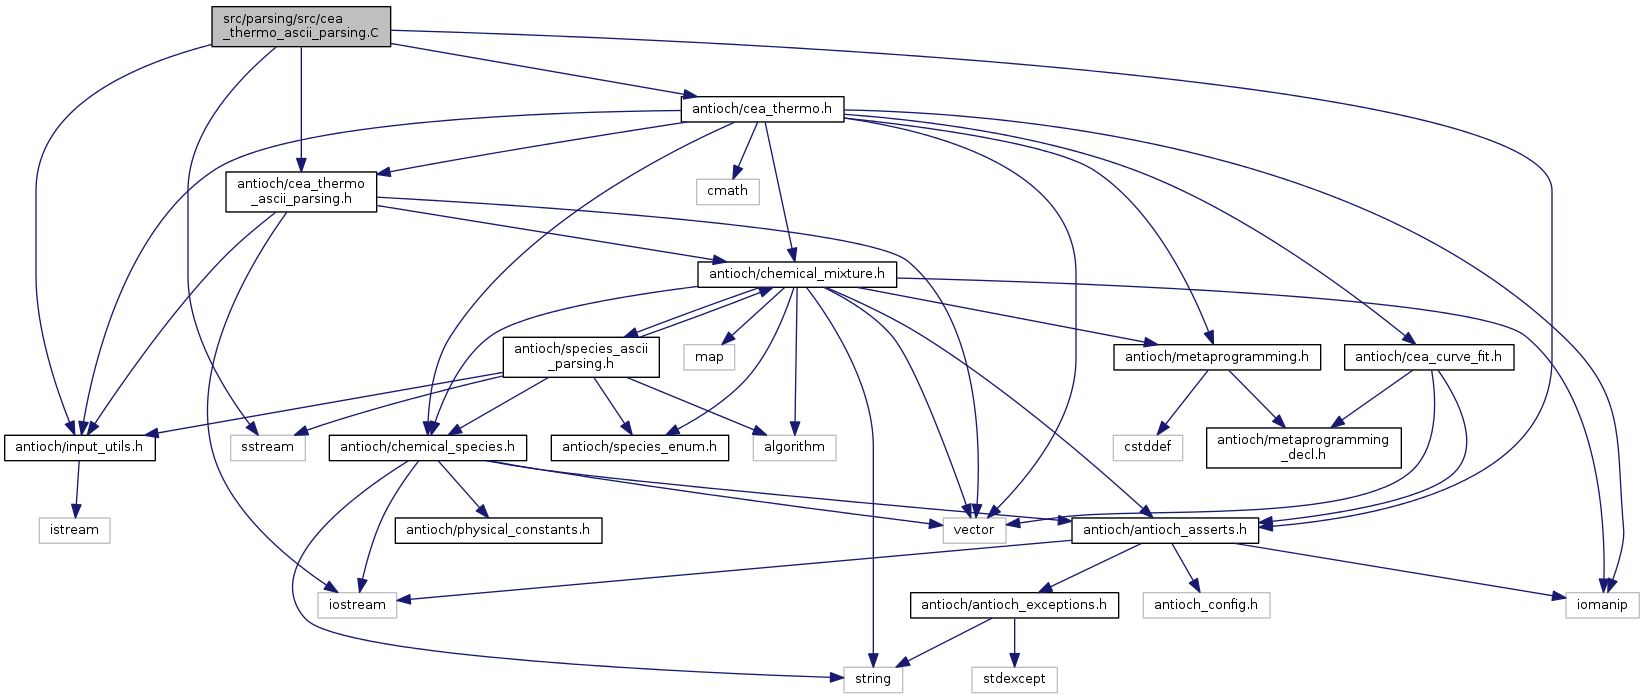 src/parsing/src/cea
_thermo_ascii_parsing.C
antioch/cea_thermo.h
antioch/cea_thermo
_ascii_parsing.h
cmath
antioch/chemical_mixture.h
antioch/species_ascii
_parsing.h
map
antioch/metaprogramming.h
antioch/cea_curve_fit.h
antioch/input_utils.h
sstream
antioch/chemical_species.h
antioch/species_enum.h
algorithm
cstddef
antioch/metaprogramming
_decl.h
istream
antioch/physical_constants.h
vector
antioch/antioch_asserts.h
iostream
antioch/antioch_exceptions.h
antioch_config.h
iomanip
string
stdexcept